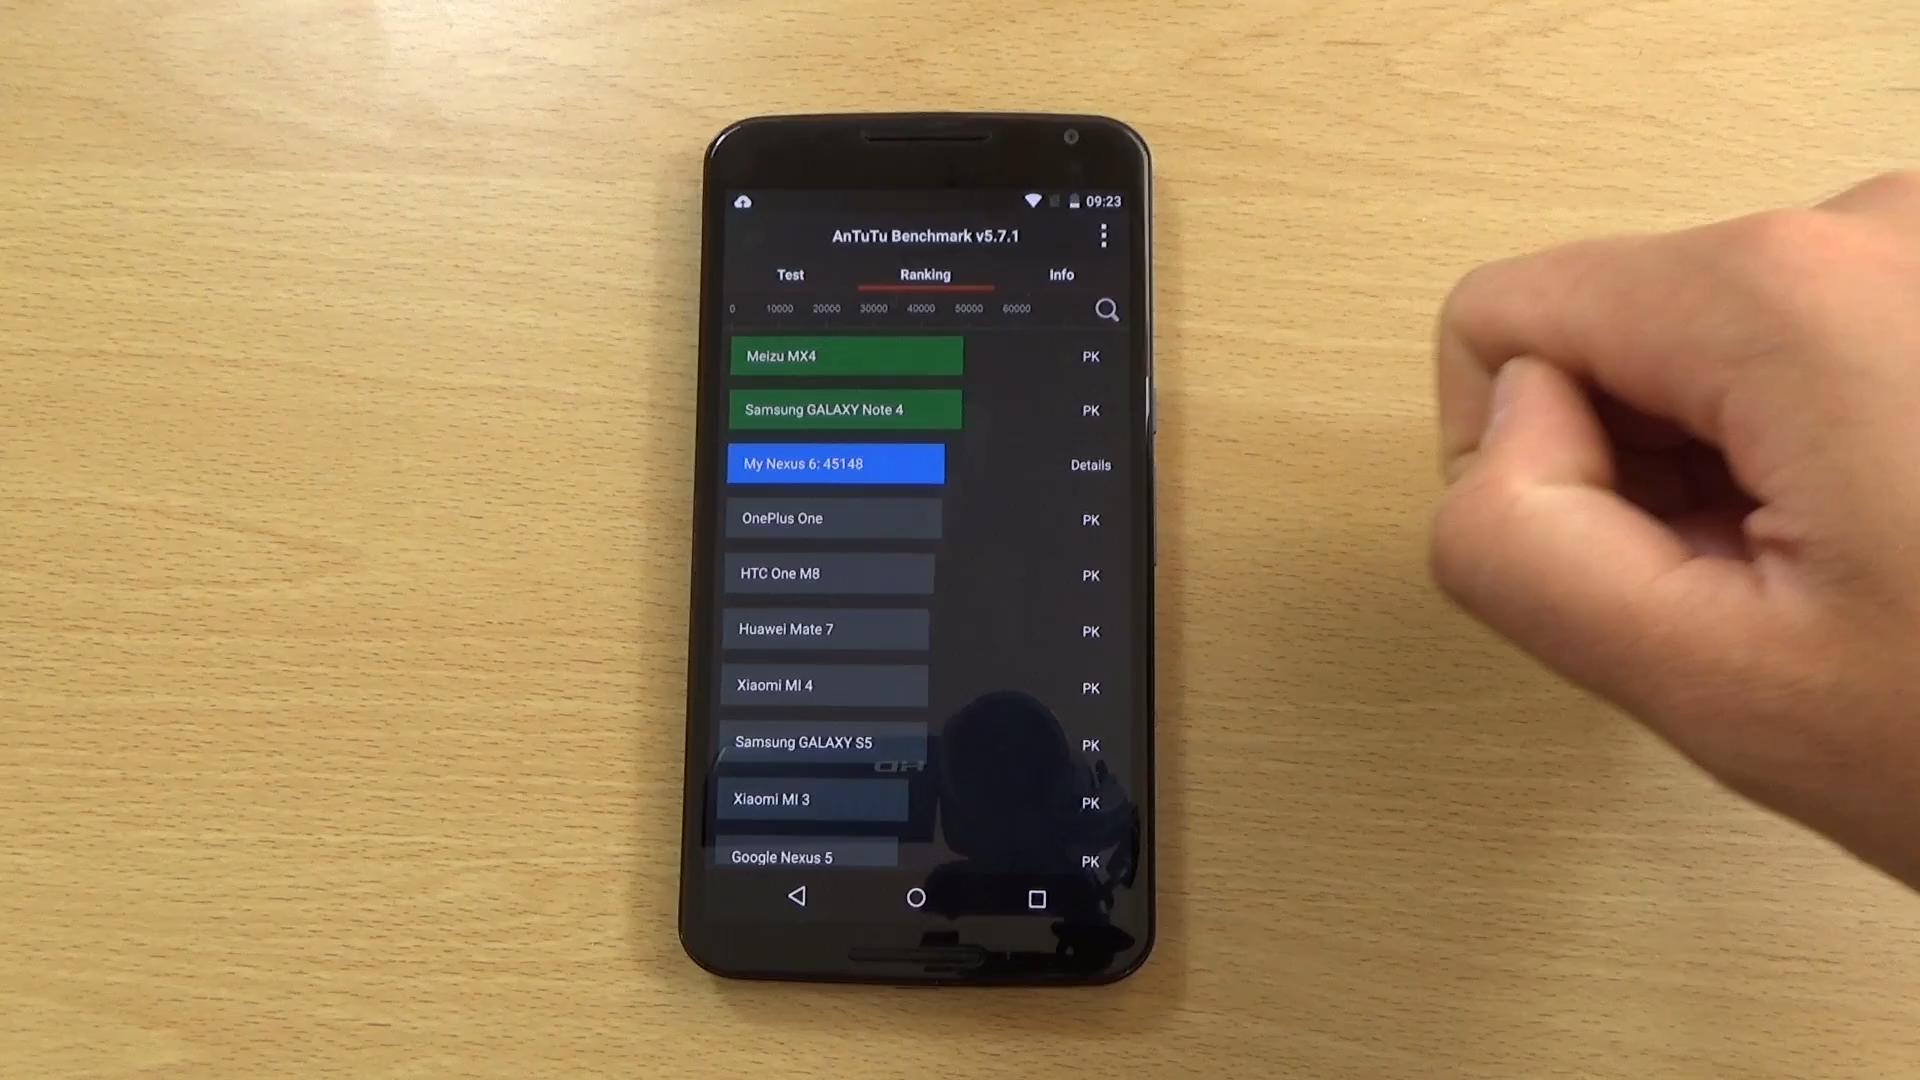 09:23
AnTuTu Benchmark v5.7.1
Test Ranking Info
0 10000 20000 30000 40000 50000 60000
Meizu MX4 PK
Samsung GALAXY Note 4 PK
My Nexus 6: 45148 Details
OnePlus One PK
HTC One M8 PK
Huawei Mate 7 PK
Xiaomi MI 4 PK
Samsung GALAXY S5 PK
Xiaomi MI 3 PK
Google Nexus 5 PK